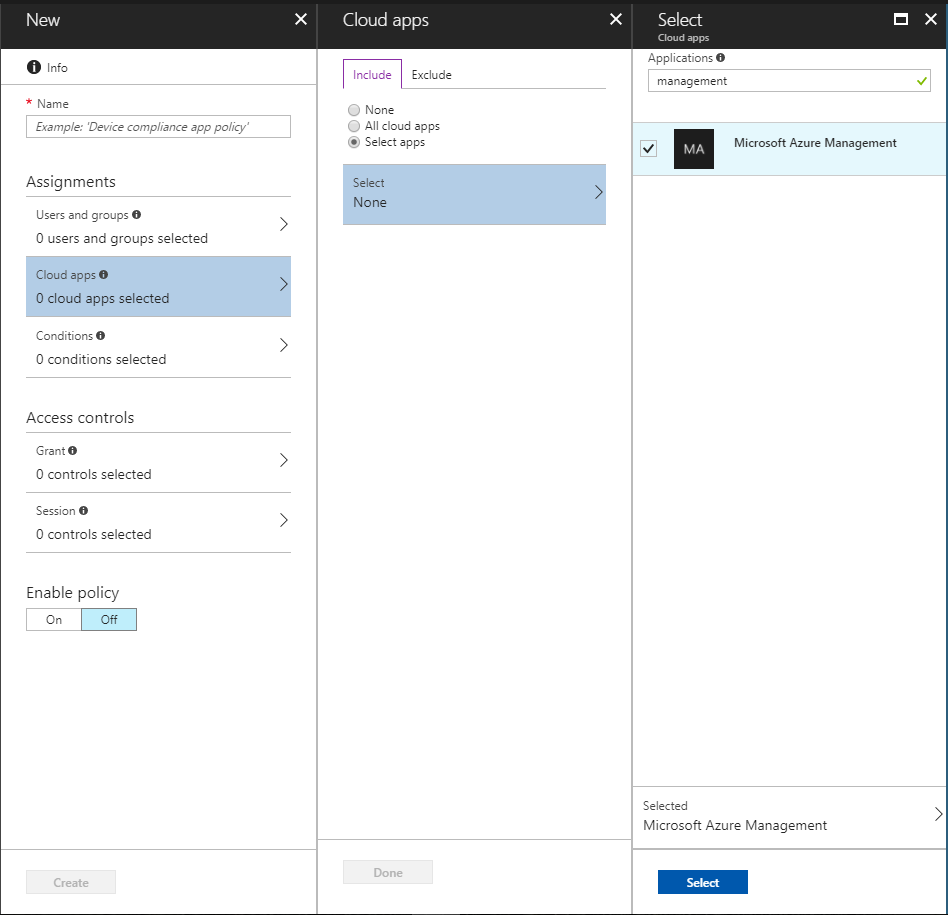 New
Info
* Name
Example: 'Device compliance app policy'
Assignments
Users and groups
0 users and groups selected
Cloud apps
0 cloud apps selected
Conditions
0 conditions selected
Access controls
Grant
0 controls selected
Session
0 controls selected
Enable policy
On Off
Create
Cloud apps
Include Exclude
None
All cloud apps
Select apps
Select
None
Done
Select
Cloud apps
Applications
management
MA Microsoft Azure Management
Selected
Microsoft Azure Management
Select